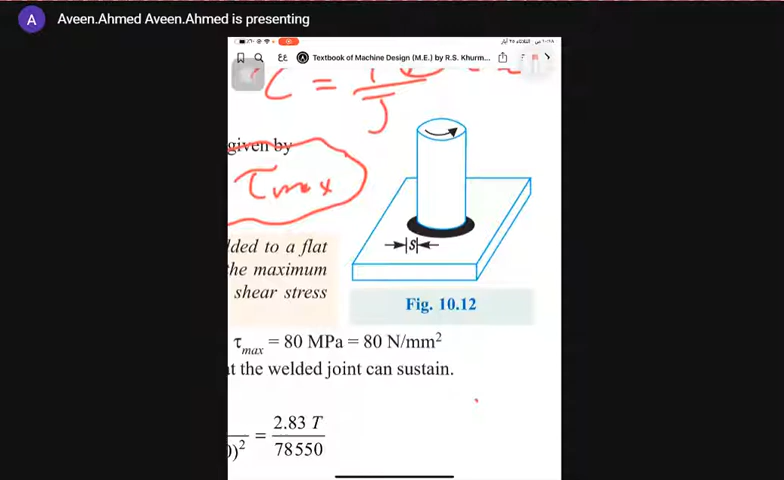 A Aveen.Ahmed Aveen.Ahmed is presenting
Textbook of Machine Design (M.E.) by R.S. Khurm...
τ =
J
given by
τmax
s
lded to a flat
he maximum
shear stress
Fig. 10.12
τmax = 80 MPa = 80 N/mm²
t the welded joint can sustain.
)² = 2.83 T
78550